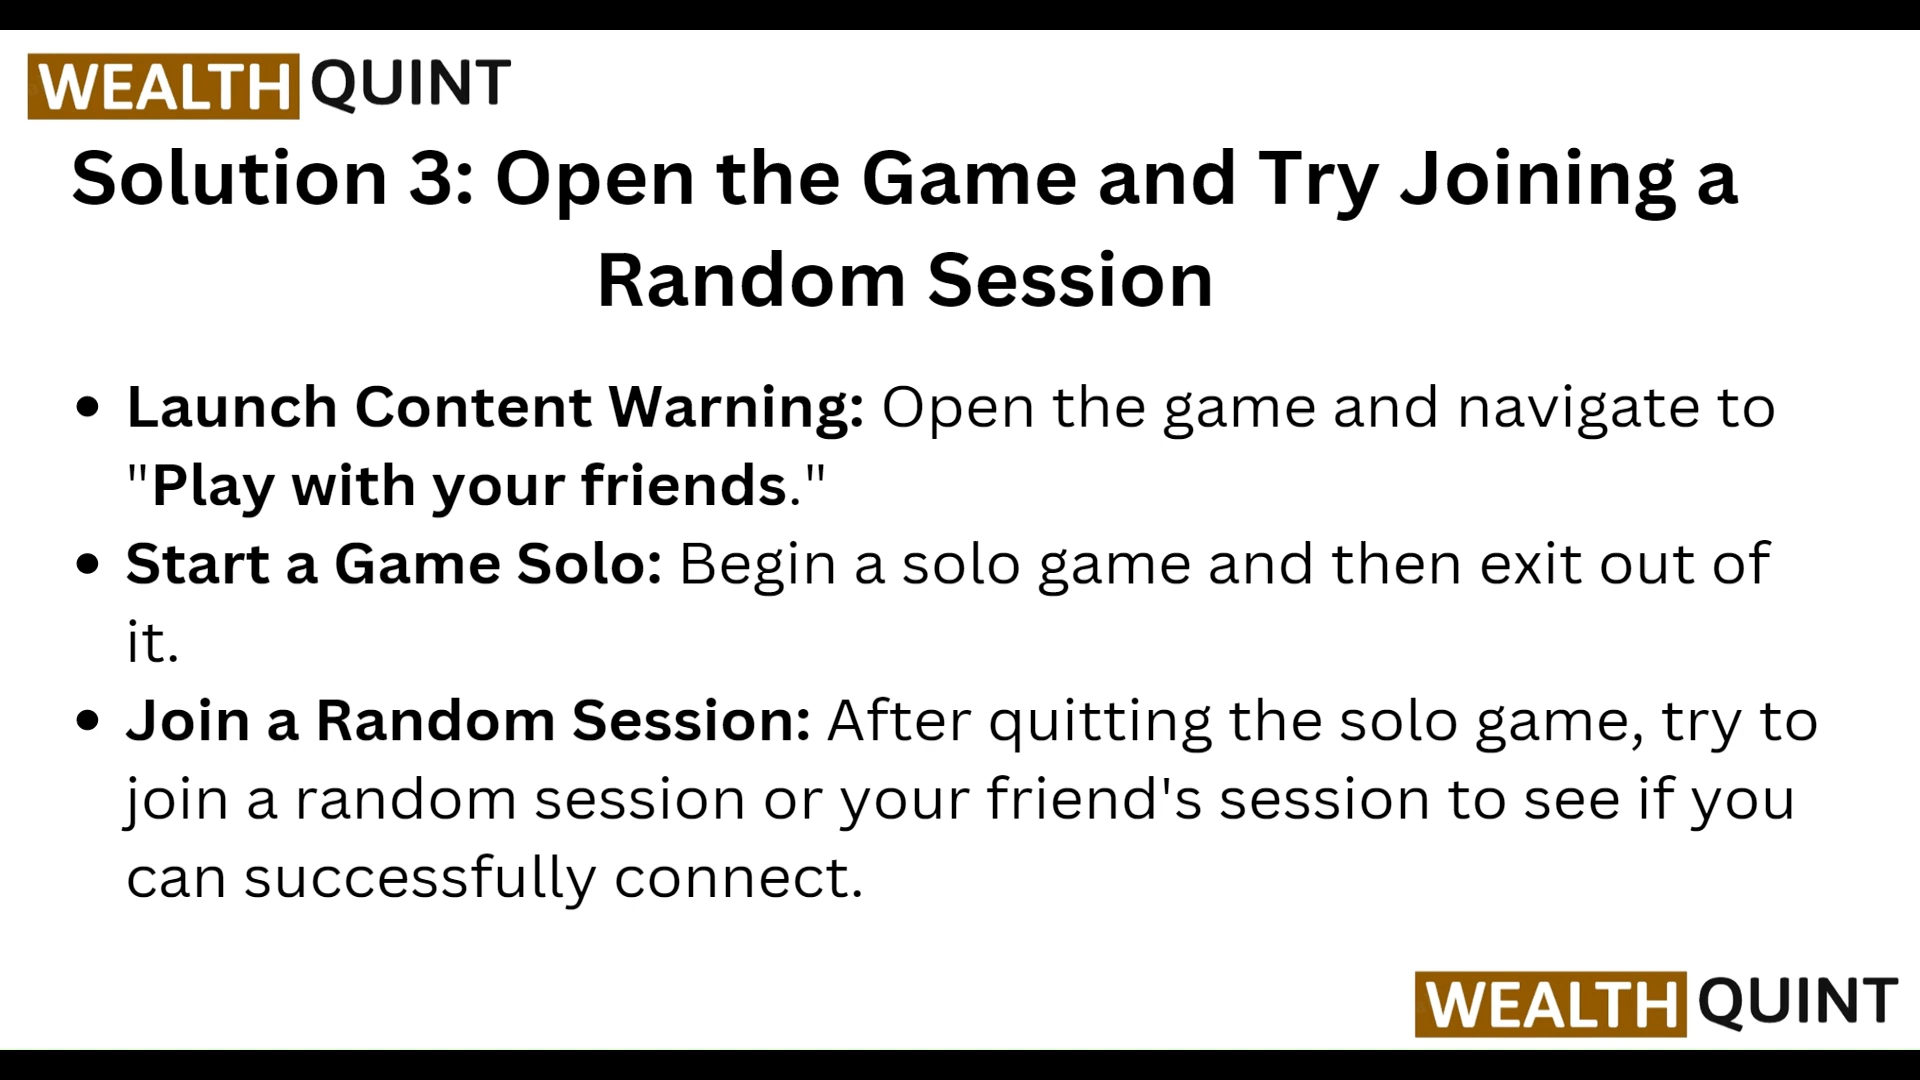 WEALTH QUINT
Solution 3: Open the Game and Try Joining a
Random Session
• Launch Content Warning: Open the game and navigate to
"Play with your friends."
• Start a Game Solo: Begin a solo game and then exit out of
it.
• Join a Random Session: After quitting the solo game, try to
join a random session or your friend's session to see if you
can successfully connect.
WEALTH QUINT